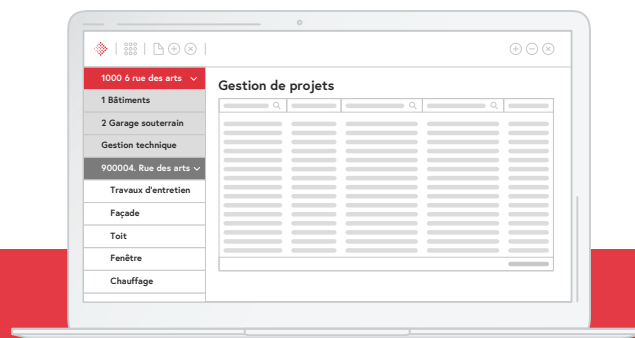 1000 6 rue des arts
Gestion de projets
1 Bâtiments
2 Garage souterrain
Gestion technique
900004. Rue des arts
Travaux d'entretien
Façade
Toit
Fenêtre
Chauffage